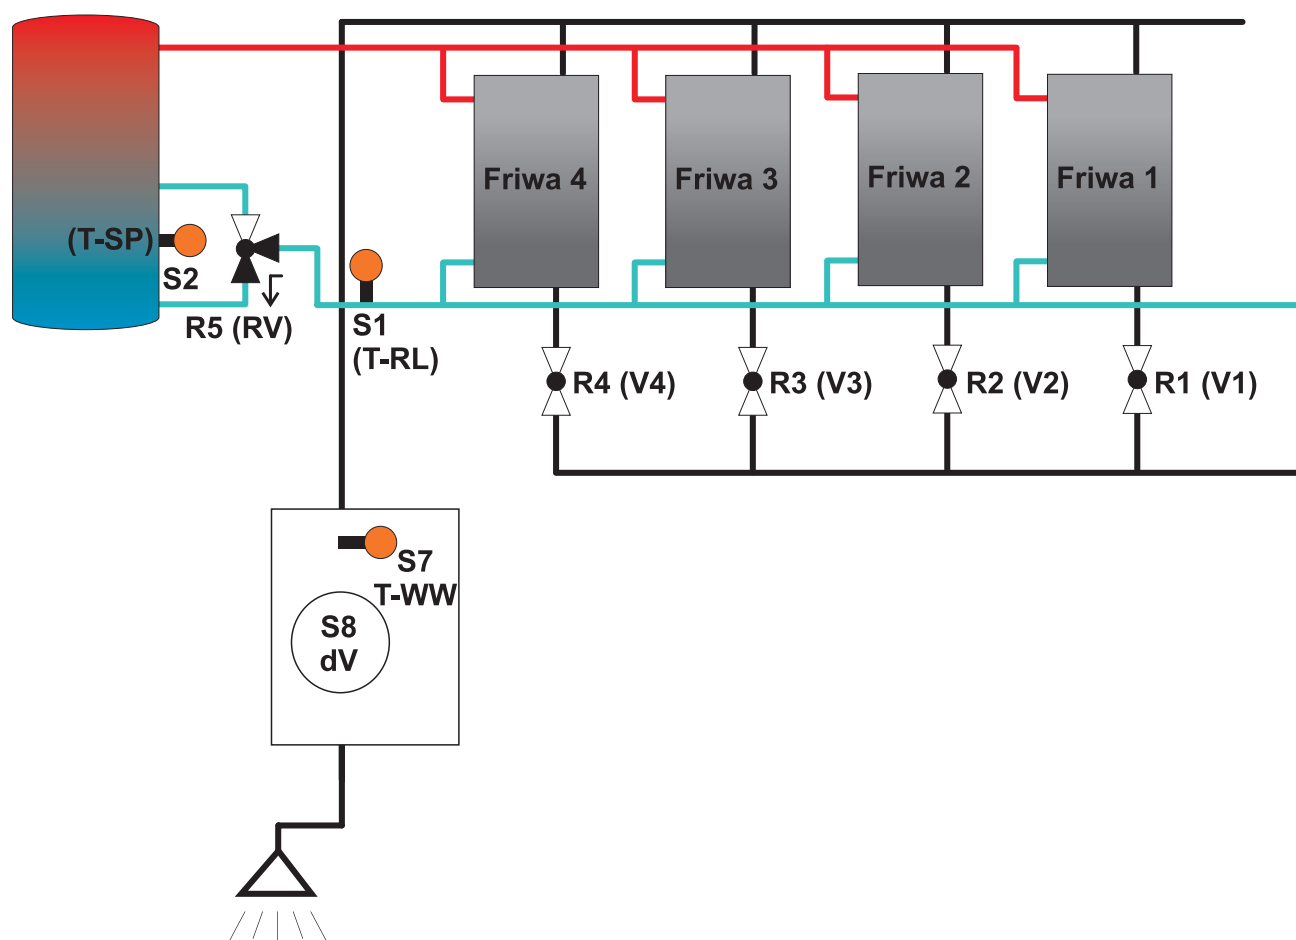 Friwa 4
Friwa 3
Friwa 2
Friwa 1
(T-SP)
S2
R5 (RV)
S1
(T-RL)
R4 (V4)
R3 (V3)
R2 (V2)
R1 (V1)
S7
T-WW
S8
dV